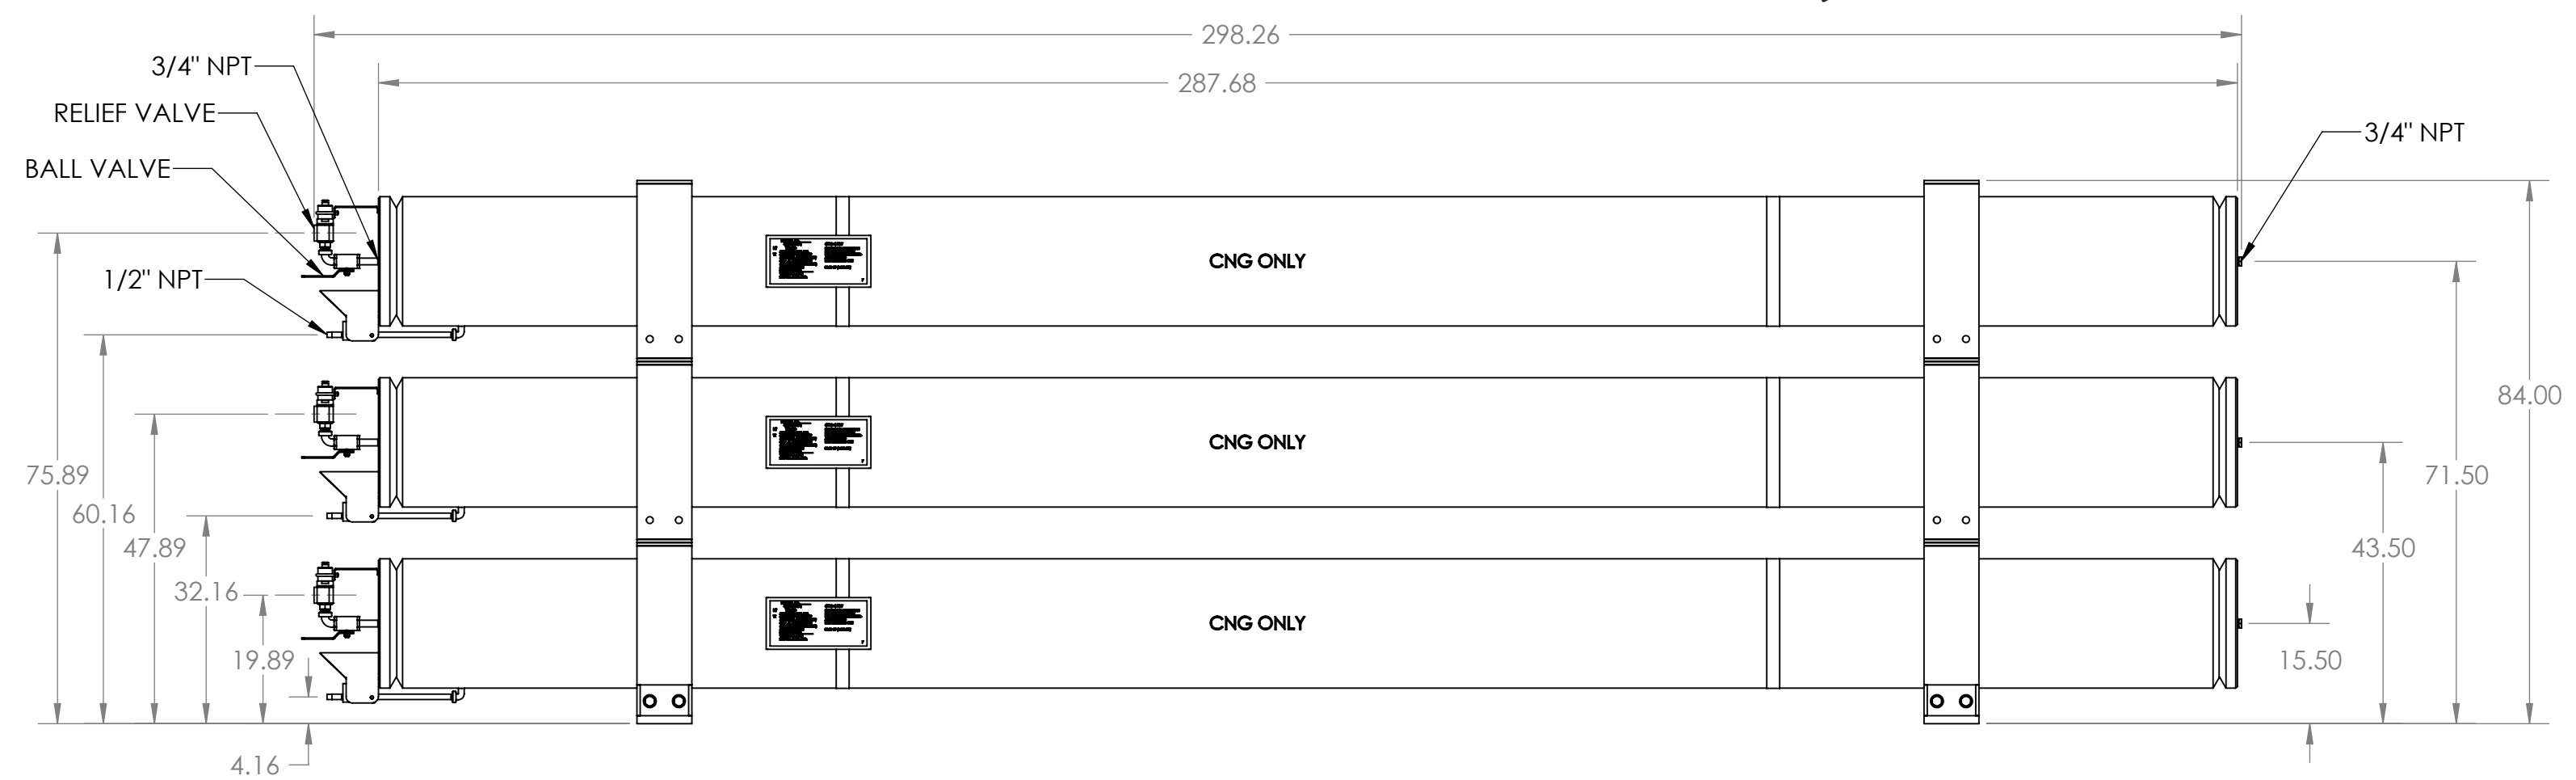 298.26
3/4" NPT
287.68
RELIEF VALVE
3/4" NPT
BALL VALVE
CNG ONLY
1/2" NPT
84.00
CNG ONLY
75.89
71.50
60.16
47.89
43.50
32.16
CNG ONLY
19.89
15.50
4.16